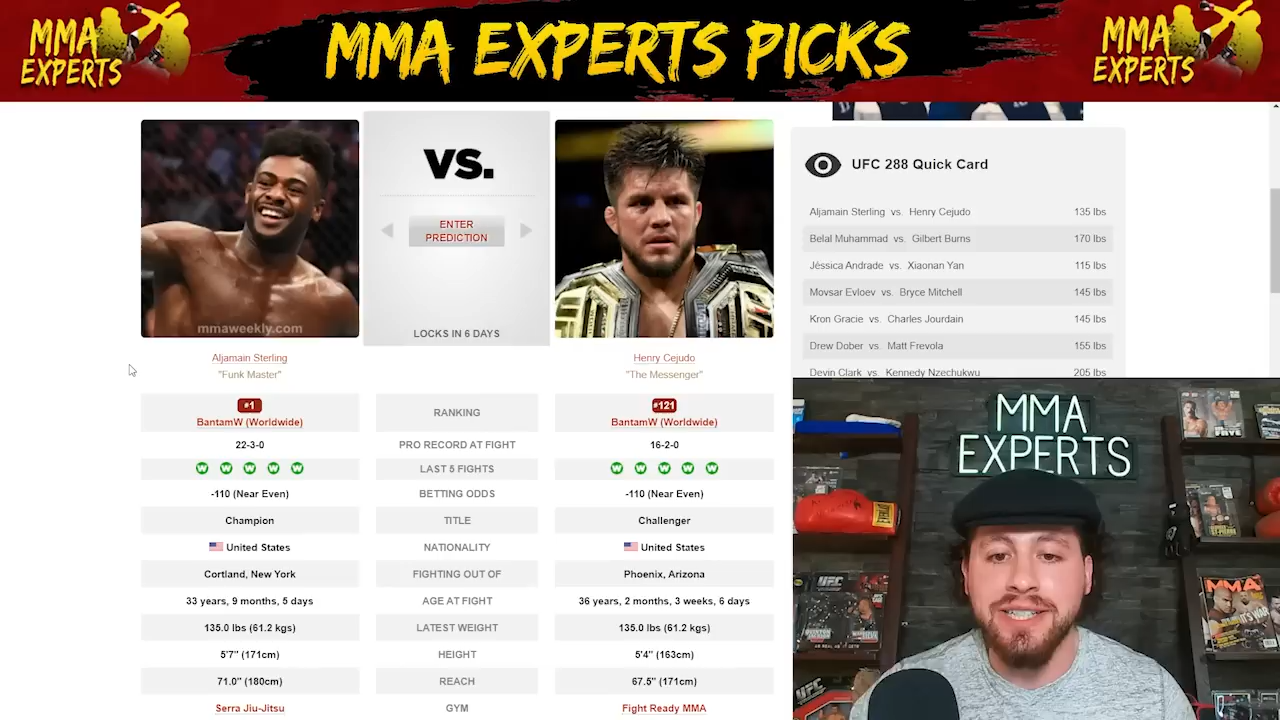 MMA EXPERTS
MMA EXPERTS PICKS
MMA EXPERTS
VS.
ENTER PREDICTION
LOCKS IN 6 DAYS
mmaweekly.com
Aljamain Sterling
"Funk Master"
Henry Cejudo
"The Messenger"
#1
BantamW (Worldwide)
RANKING
#121
BantamW (Worldwide)
22-3-0 PRO RECORD AT FIGHT 16-2-0
W W W W W LAST 5 FIGHTS W W W W W
-110 (Near Even) BETTING ODDS -110 (Near Even)
Champion TITLE Challenger
United States NATIONALITY United States
Cortland, New York FIGHTING OUT OF Phoenix, Arizona
33 years, 9 months, 5 days AGE AT FIGHT 36 years, 2 months, 3 weeks, 6 days
135.0 lbs (61.2 kgs) LATEST WEIGHT 135.0 lbs (61.2 kgs)
5'7" (171cm) HEIGHT 5'4" (163cm)
71.0" (180cm) REACH 67.5" (171cm)
Serra Jiu-Jitsu GYM Fight Ready MMA
UFC 288 Quick Card
Aljamain Sterling vs. Henry Cejudo 135 lbs
Belal Muhammad vs. Gilbert Burns 170 lbs
Jéssica Andrade vs. Xiaonan Yan 115 lbs
Movsar Evloev vs. Bryce Mitchell 145 lbs
Kron Gracie vs. Charles Jourdain 145 lbs
Drew Dober vs. Matt Frevola 155 lbs
Devin Clark vs. Kennedy Nzechukwu 205 lbs
MMA
EXPERTS
FRYE
UFC
MMA
UFC